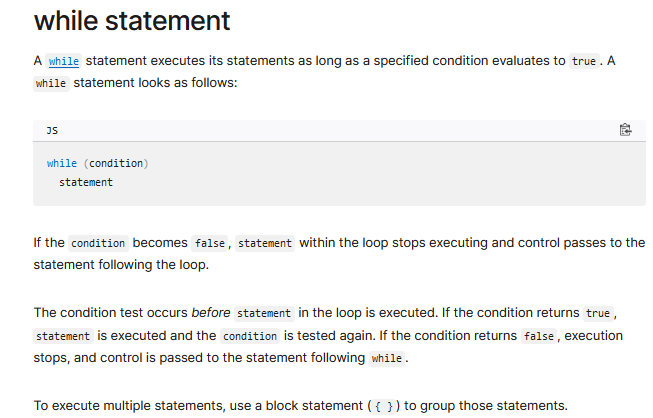 while statement
A while statement executes its statements as long as a specified condition evaluates to true. A
while statement looks as follows:
JS
while (condition)
  statement
If the condition becomes false, statement within the loop stops executing and control passes to the
statement following the loop.
The condition test occurs before statement in the loop is executed. If the condition returns true,
statement is executed and the condition is tested again. If the condition returns false, execution
stops, and control is passed to the statement following while.
To execute multiple statements, use a block statement ({ }) to group those statements.